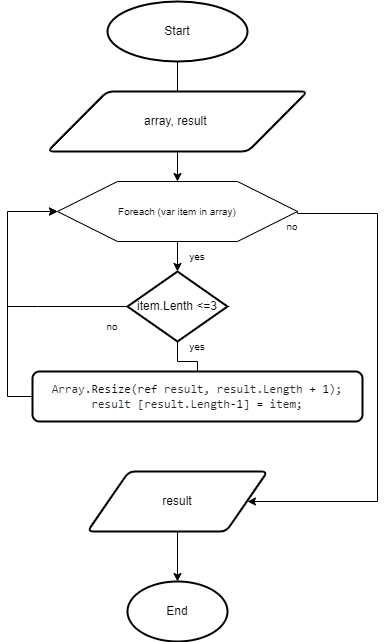 Start
array, result
Foreach (var item in array)
no
yes
item.Lenth <=3
no
yes
Array.Resize(ref result, result.Length + 1);
result [result.Length-1] = item;
result
End